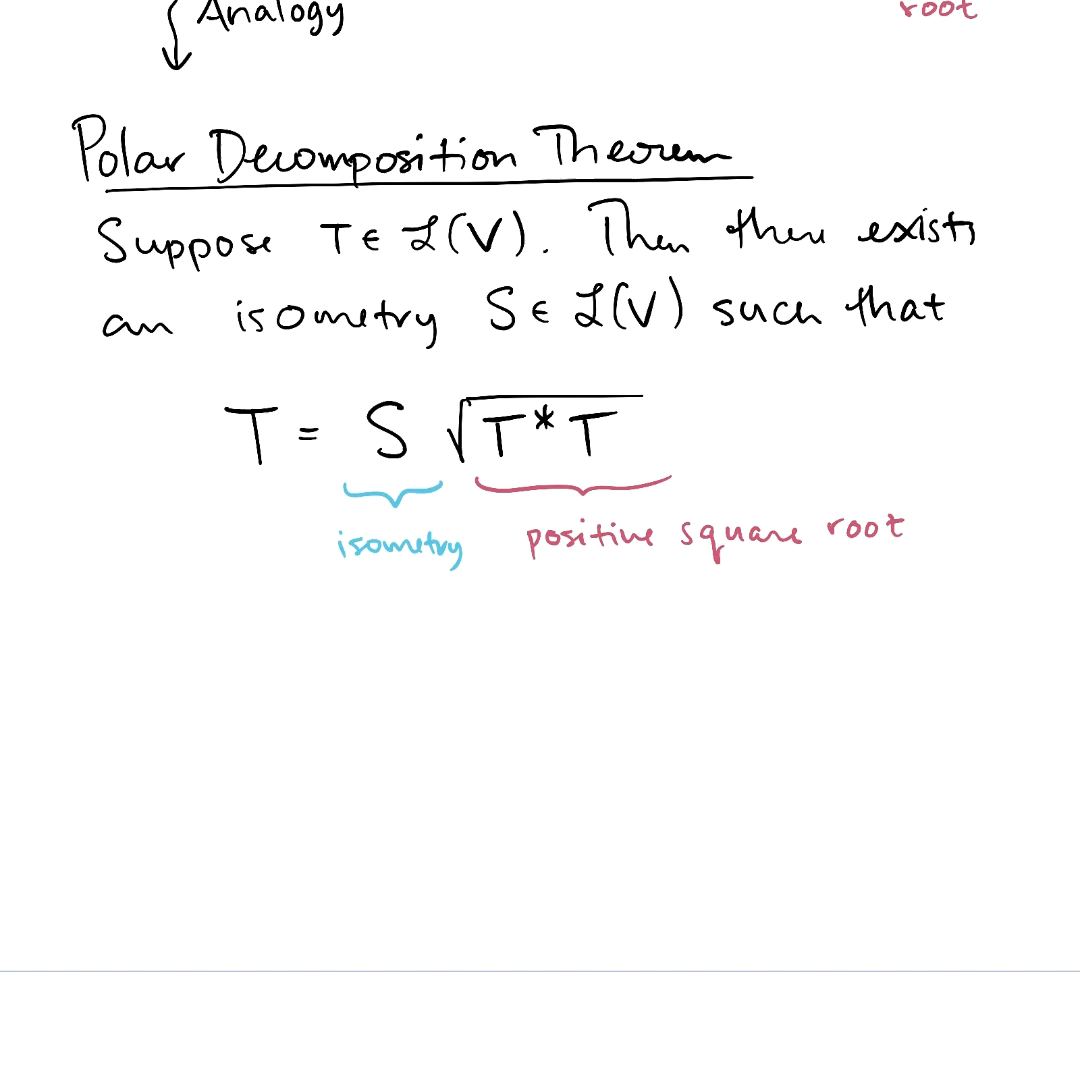 Analogy root
Polar Decomposition Theorem
Suppose T ∈ ℒ(V). Then there exists
an isometry S ∈ ℒ(V) such that
T = S √(T*T)
isometry positive square root